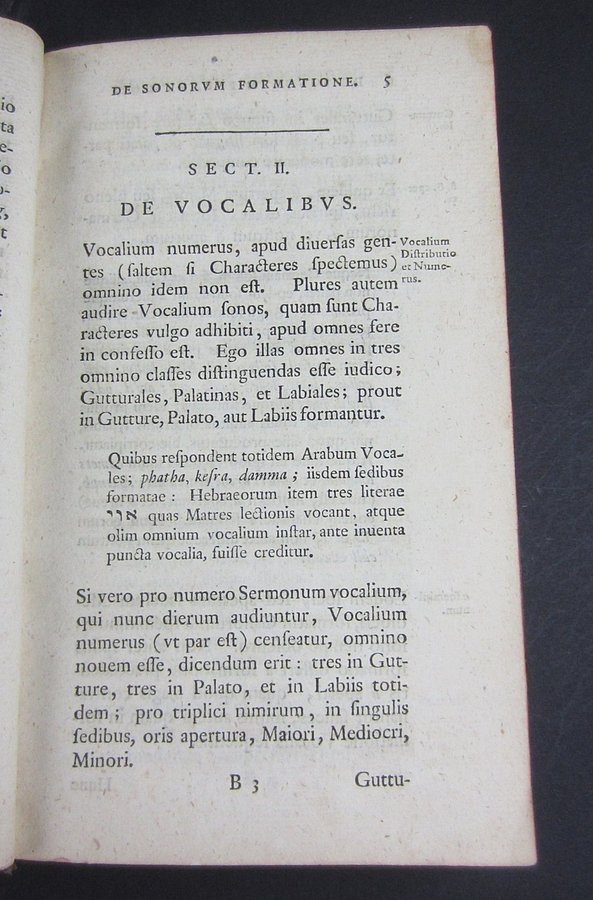 DE SONORVM FORMATIONE. 5
SECT. II.
DE VOCALIBVS.
Vocalium numerus, apud diuerſas gen-
tes (ſaltem ſi Characteres ſpectemus)
omnino idem non eſt. Plures autem
audire Vocalium ſonos, quam ſunt Cha-
racteres vulgo adhibiti, apud omnes fere
in confeſſo eſt. Ego illas omnes in tres
omnino claſſes diſtinguendas eſſe iudico;
Gutturales, Palatinas, et Labiales; prout
in Gutture, Palato, aut Labiis formantur.
Vocalium
Diſtributio
et Nume-
rus.
Quibus reſpondent totidem Arabum Voca-
les; phatha, keſra, damma; iisdem ſedibus
formatae: Hebraeorum item tres literae
אוי quas Matres lectionis vocant, atque
olim omnium vocalium inſtar, ante inuenta
puncta vocalia, fuiſſe creditur.
Si vero pro numero Sermonum vocalium,
qui nunc dierum audiuntur, Vocalium
numerus (vt par eſt) cenſeatur, omnino
nouem eſſe, dicendum erit: tres in Gut-
ture, tres in Palato, et in Labiis toti-
dem; pro triplici nimirum, in ſingulis
ſedibus, oris apertura, Maiori, Mediocri,
Minori.
B 3 Guttu-